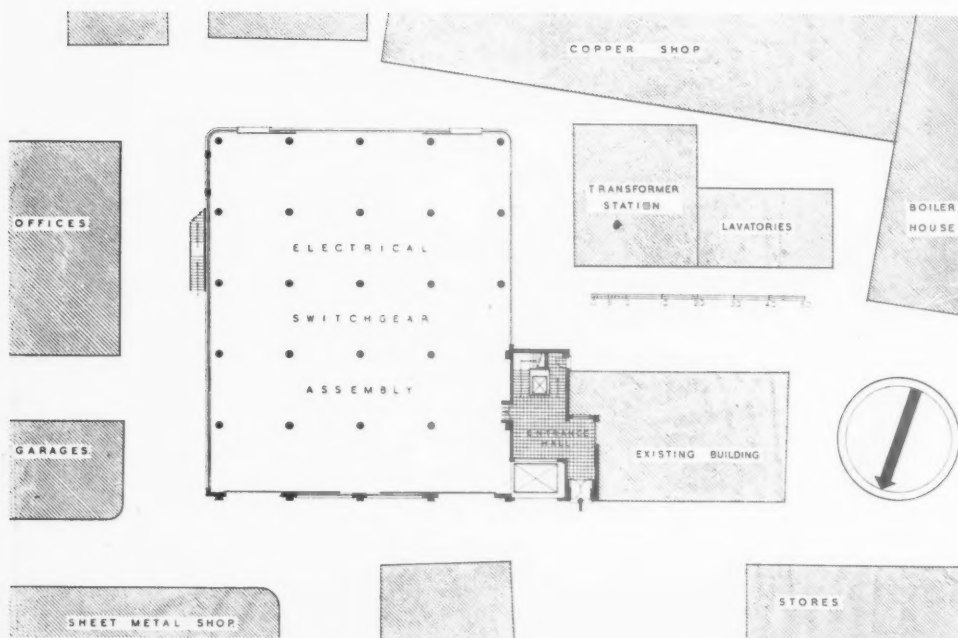 COPPER SHOP
TRANSFORMER
STATION
LAVATORIES
BOILER
HOUSE
OFFICES
ELECTRICAL
SWITCHGEAR
ASSEMBLY
ENTRANCE
HALL
EXISTING BUILDING
GARAGES
SHEET METAL SHOP
STORES